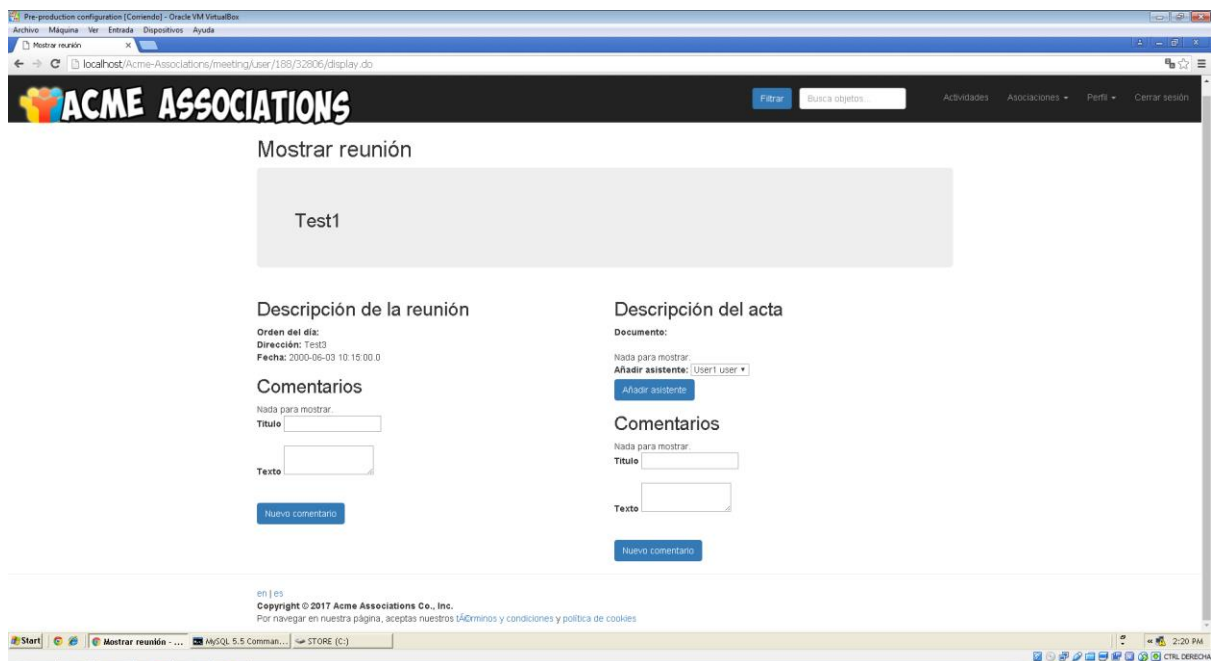 Pre-production configuration [Corriendo] - Oracle VM VirtualBox
Archivo Máquina Ver Entrada Dispositivos Ayuda
Mostrar reunión
localhost/Acme-Associations/meeting/user/188/32806/display.do
ACME ASSOCIATIONS
Filtrar Busca objetos... Actividades Asociaciones Perfil Cerrar sesión
Mostrar reunión
Test1
Descripción de la reunión
Orden del día:
Dirección: Test3
Fecha: 2000-06-03 10:15:00.0
Comentarios
Nada para mostrar.
Titulo
Texto
Nuevo comentario
Descripción del acta
Documento:
Nada para mostrar.
Añadir asistente: User1 user
Añadir asistente
Comentarios
Nada para mostrar.
Titulo
Texto
Nuevo comentario
en | es
Copyright © 2017 Acme Associations Co., Inc.
Por navegar en nuestra página, aceptas nuestros tÃ©rminos y condiciones y política de cookies
Start Mostrar reunión - ... MySQL 5.5 Comman... STORE (C:) 2:20 PM
CTRL DERECHA